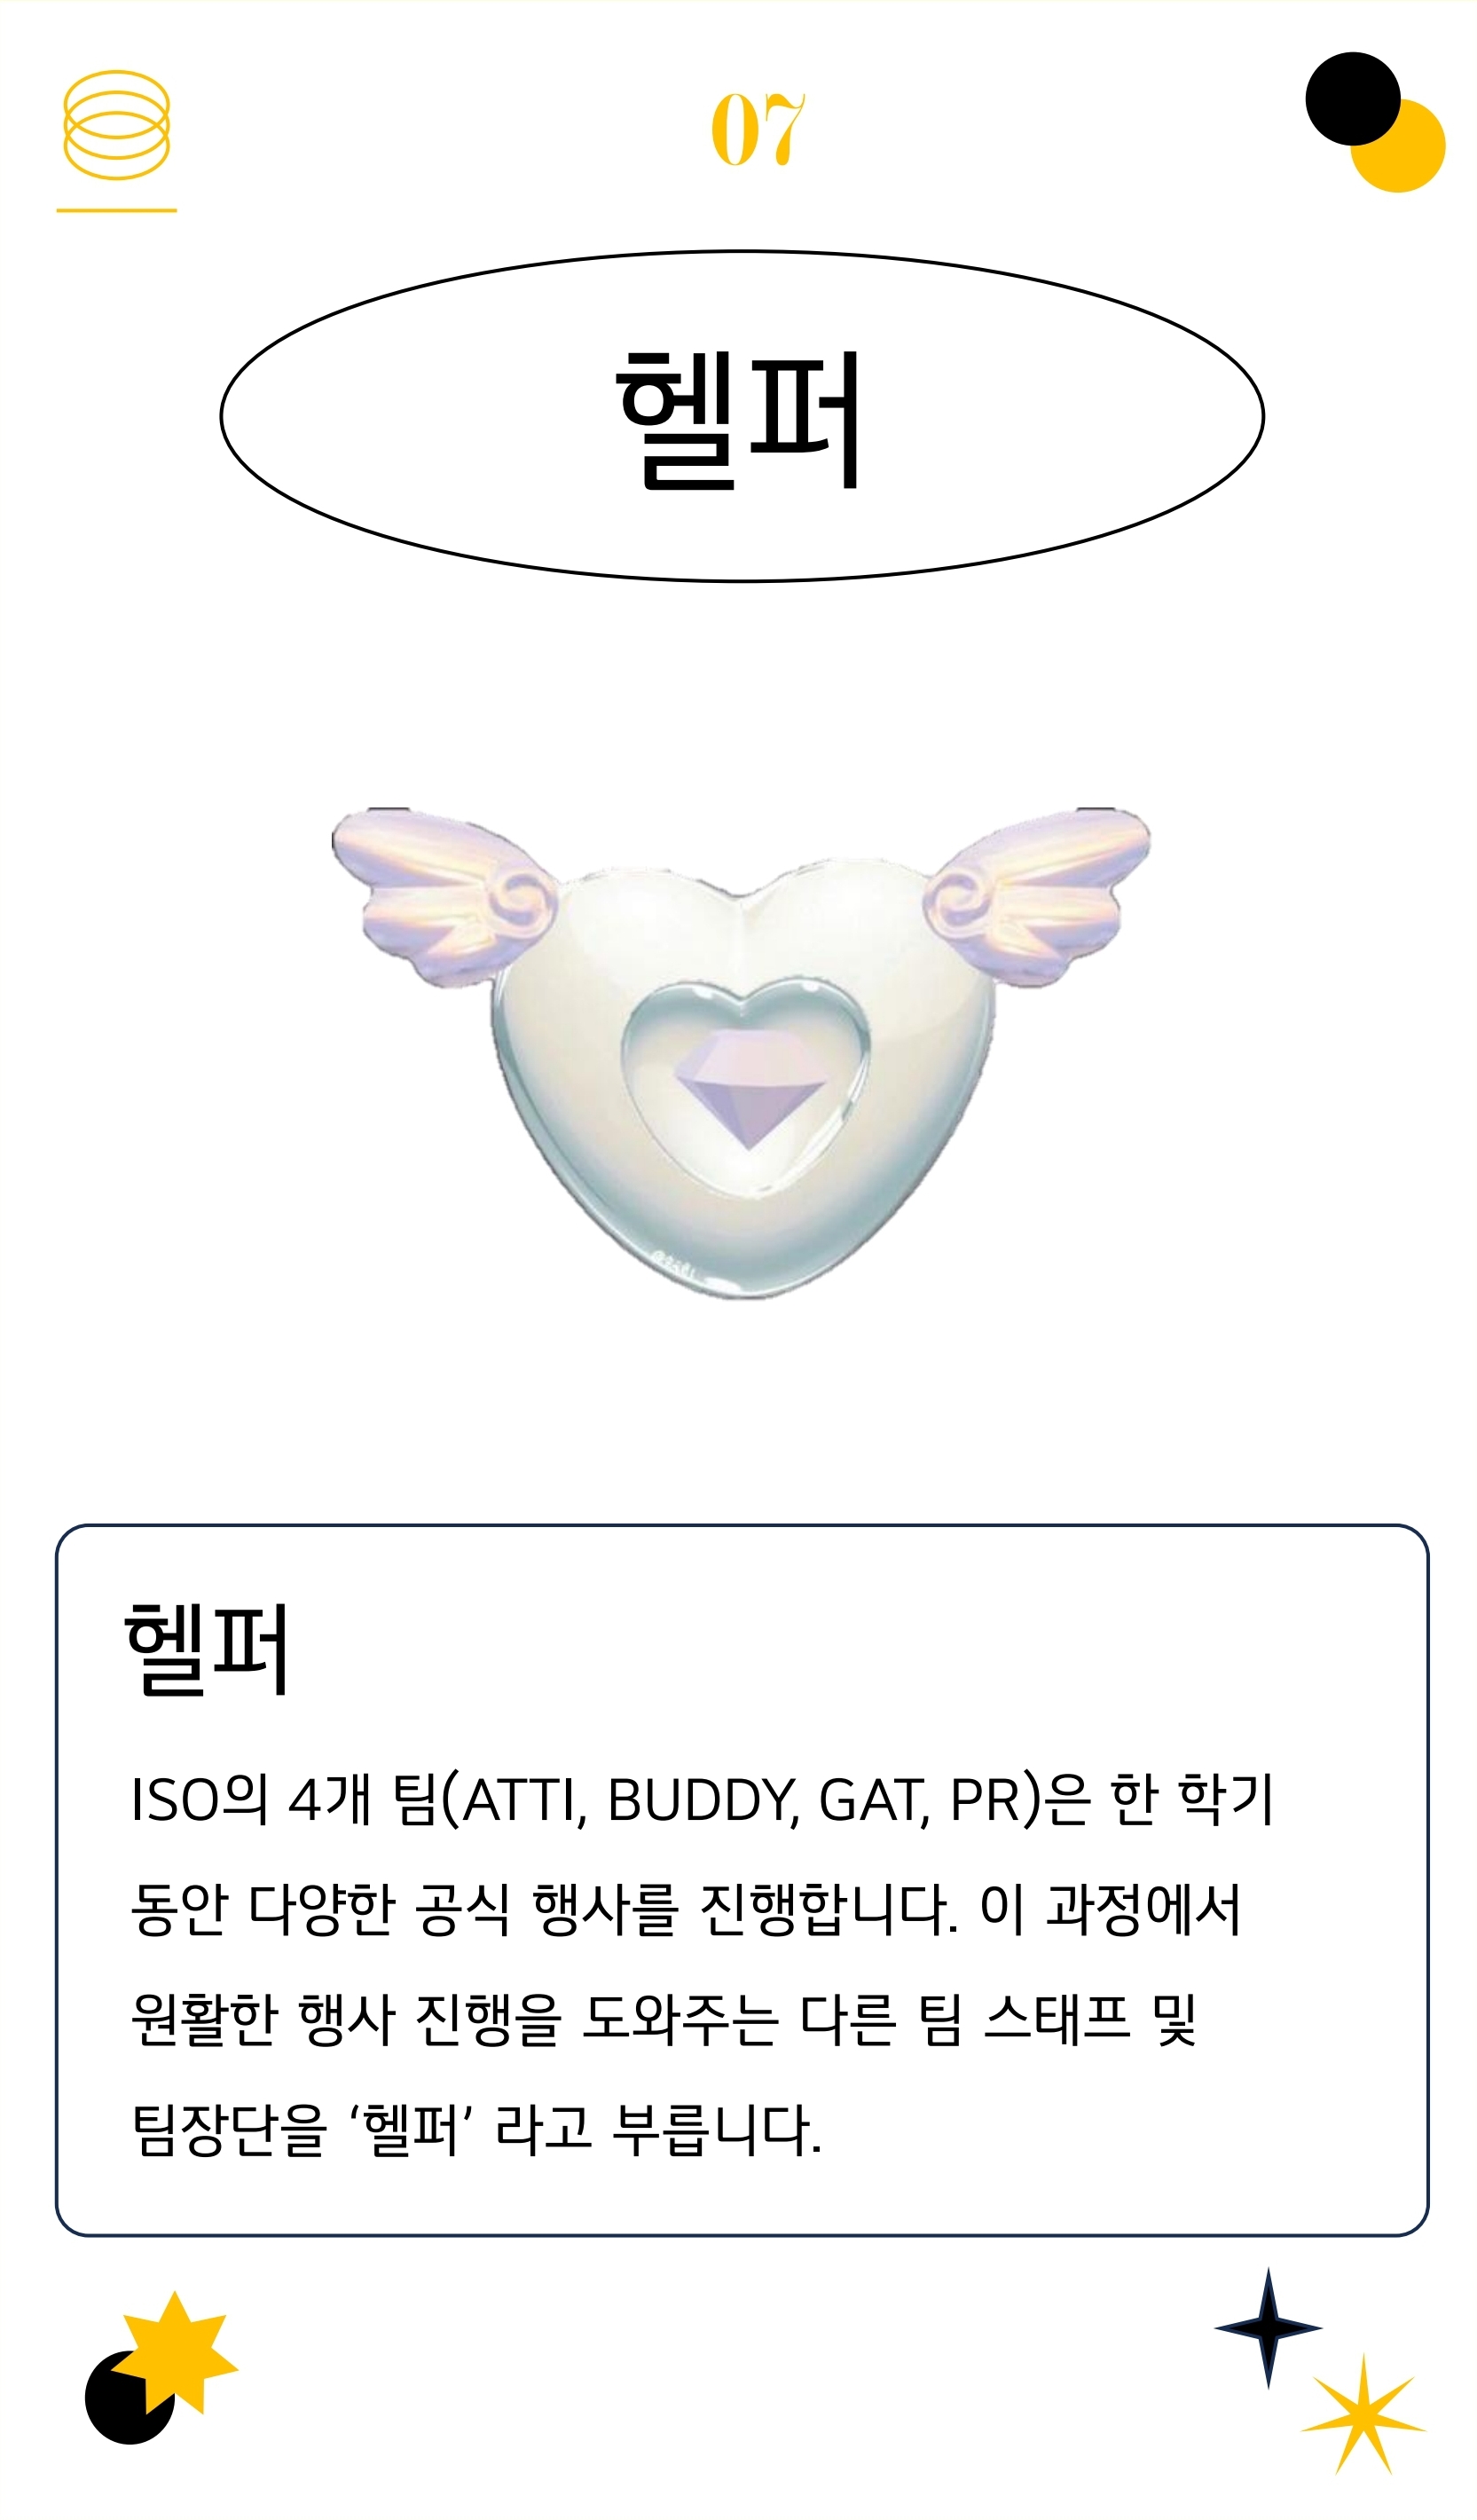 07
헬퍼
헬퍼
ISO의 4개 팀(ATTI, BUDDY, GAT, PR)은 한 학기
동안 다양한 공식 행사를 진행합니다. 이 과정에서
원활한 행사 진행을 도와주는 다른 팀 스태프 및
팀장단을 ‘헬퍼’ 라고 부릅니다.